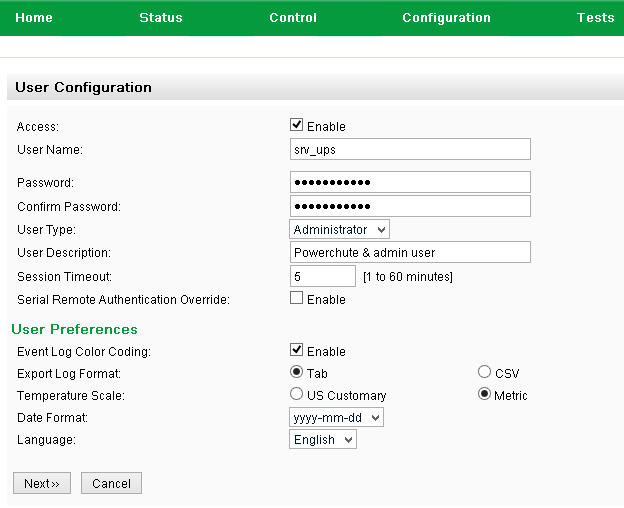 Home Status Control Configuration Tests
User Configuration
Access: Enable
User Name: srv_ups
Password: •••••••••••
Confirm Password: •••••••••••
User Type: Administrator
User Description: Powerchute & admin user
Session Timeout: 5 [1 to 60 minutes]
Serial Remote Authentication Override: Enable
User Preferences
Event Log Color Coding: Enable
Export Log Format: Tab CSV
Temperature Scale: US Customary Metric
Date Format: yyyy-mm-dd
Language: English
Next>> Cancel